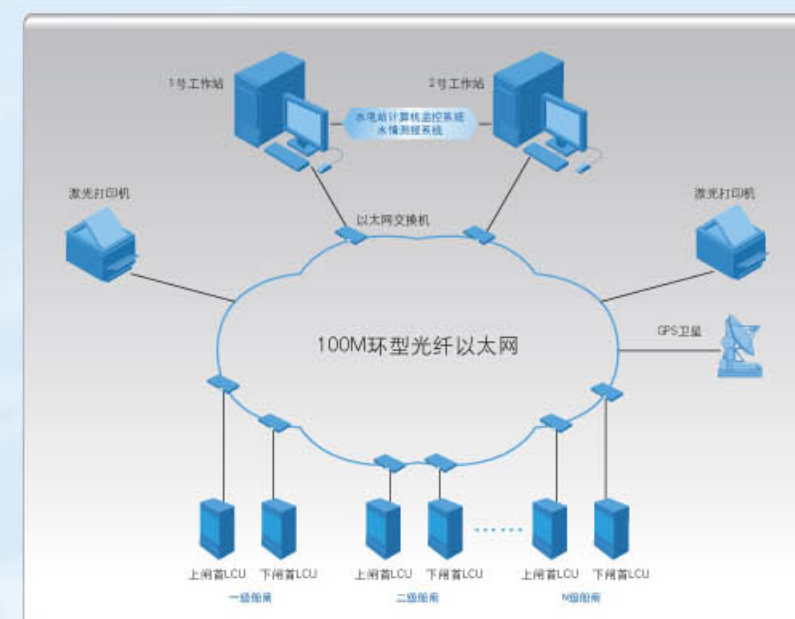 1号工作站
2号工作站
水电站计算机监控系统
水情测报系统
激光打印机
激光打印机
以太网交换机
100M环型光纤以太网
GPS卫星
上闸首LCU
下闸首LCU
上闸首LCU
下闸首LCU
上闸首LCU
下闸首LCU
一级船闸
二级船闸
N级船闸